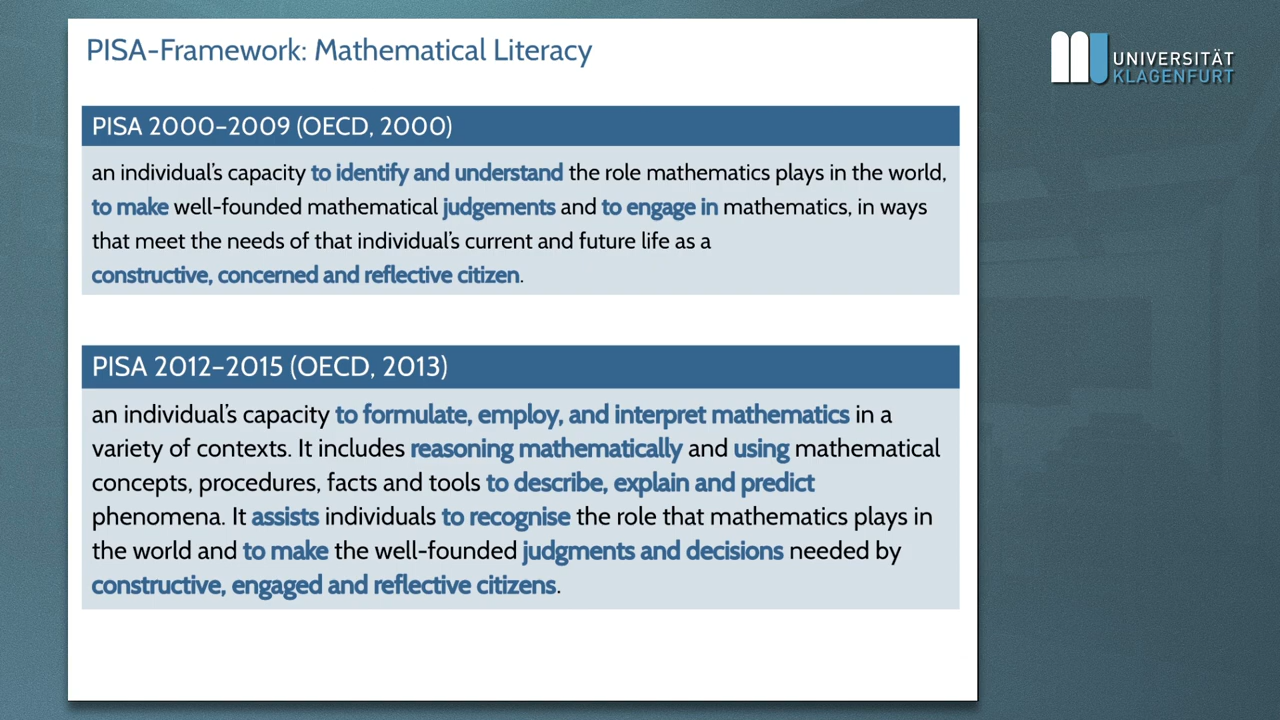 PISA-Framework: Mathematical Literacy
UNIVERSITÄT
KLAGENFURT
PISA 2000–2009 (OECD, 2000)
an individual's capacity to identify and understand the role mathematics plays in the world,
to make well-founded mathematical judgements and to engage in mathematics, in ways
that meet the needs of that individual's current and future life as a
constructive, concerned and reflective citizen.
PISA 2012–2015 (OECD, 2013)
an individual's capacity to formulate, employ, and interpret mathematics in a
variety of contexts. It includes reasoning mathematically and using mathematical
concepts, procedures, facts and tools to describe, explain and predict
phenomena. It assists individuals to recognise the role that mathematics plays in
the world and to make the well-founded judgments and decisions needed by
constructive, engaged and reflective citizens.